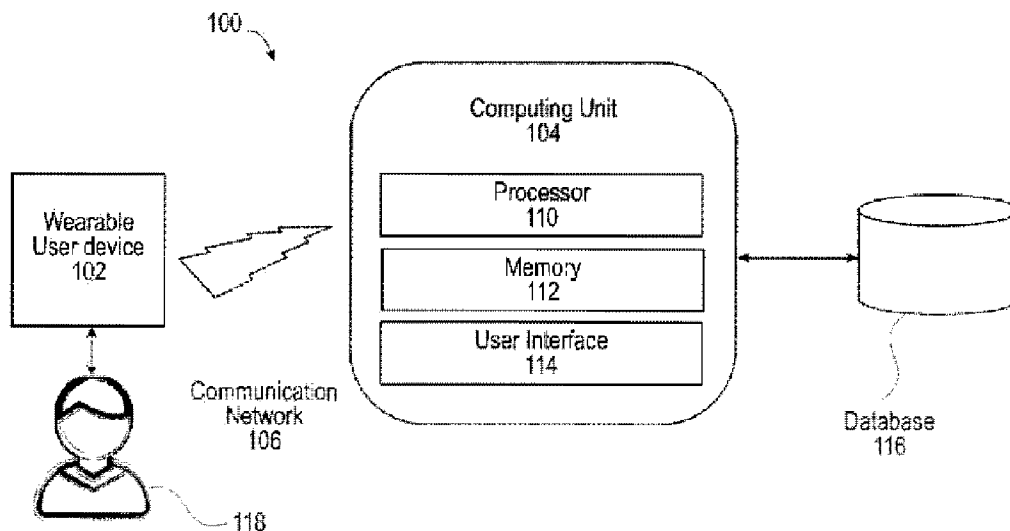 100
Computing Unit
104
Processor
110
Wearable
User device
102
Memory
112
User Interface
114
Communication
Network
106
Database
116
118